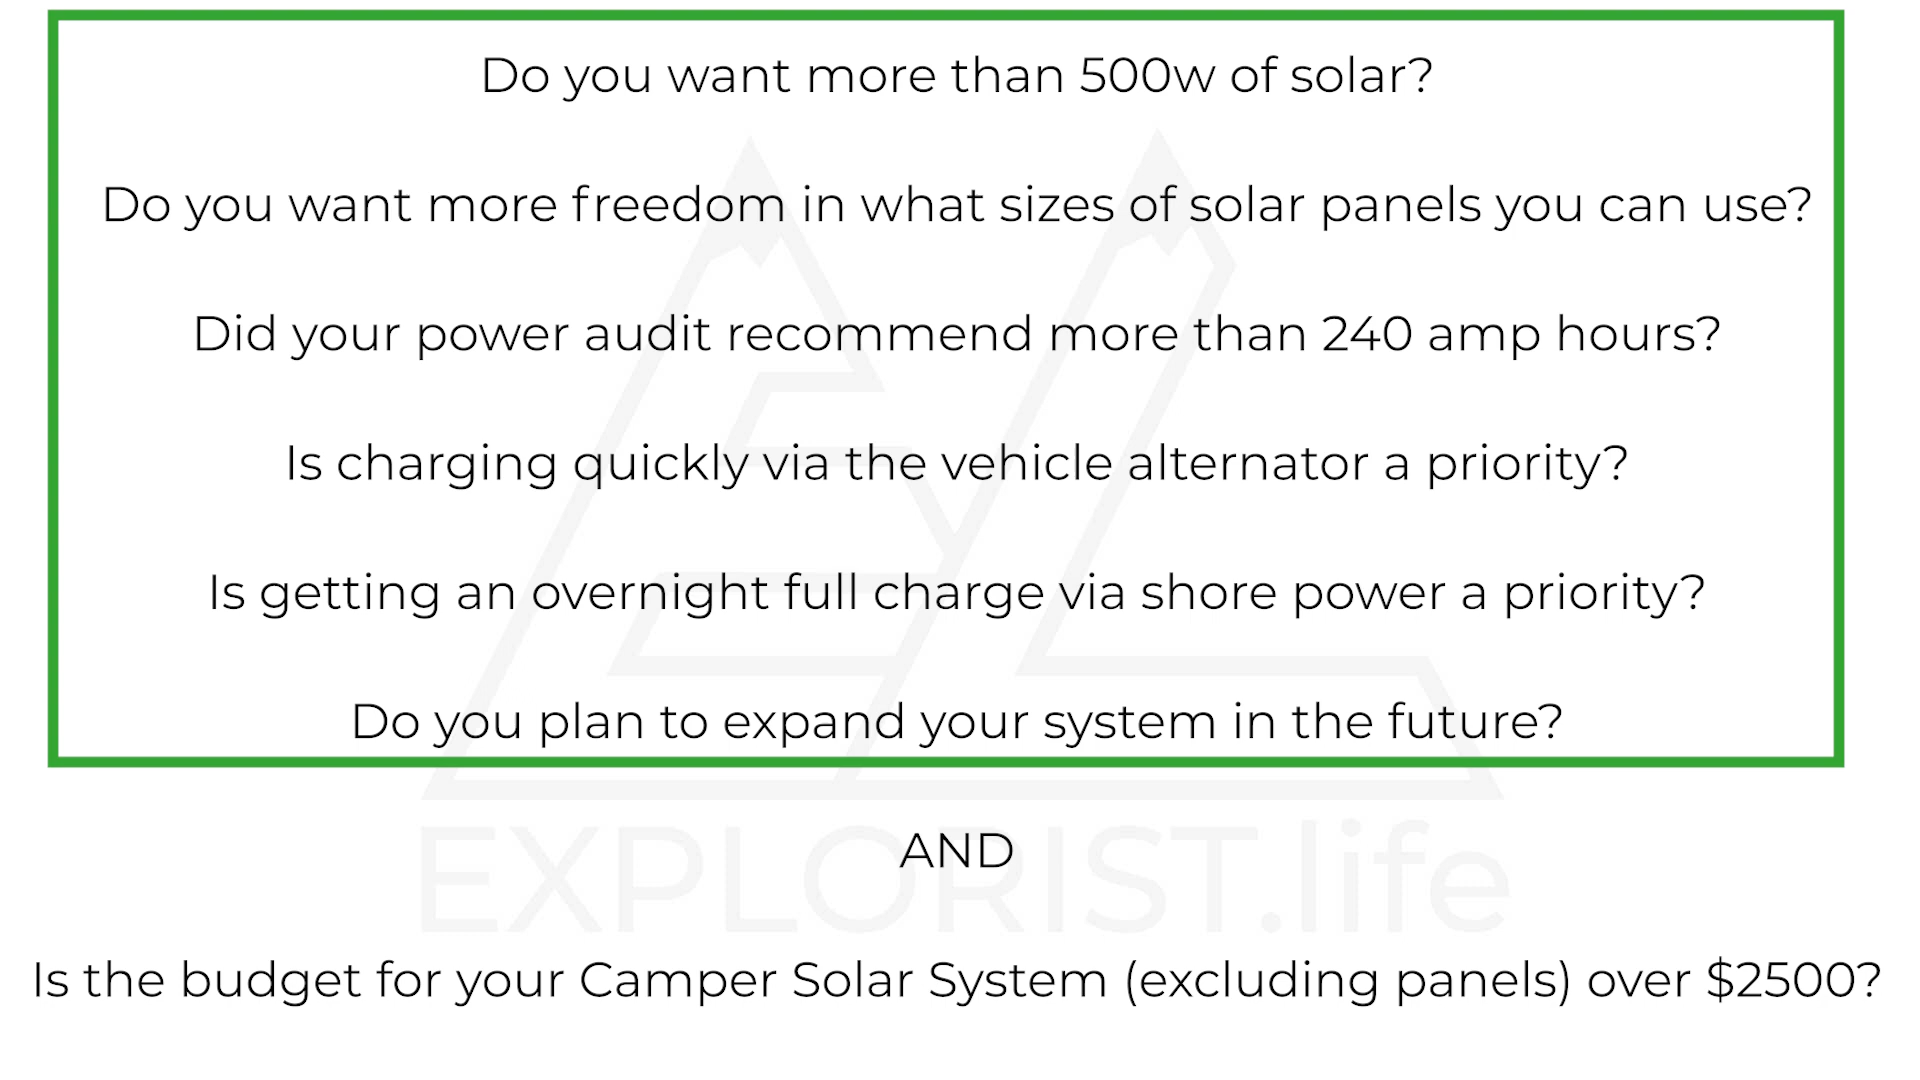 Do you want more than 500w of solar?
Do you want more freedom in what sizes of solar panels you can use?
Did your power audit recommend more than 240 amp hours?
Is charging quickly via the vehicle alternator a priority?
Is getting an overnight full charge via shore power a priority?
Do you plan to expand your system in the future?
AND
EXPLORIST.life
Is the budget for your Camper Solar System (excluding panels) over $2500?